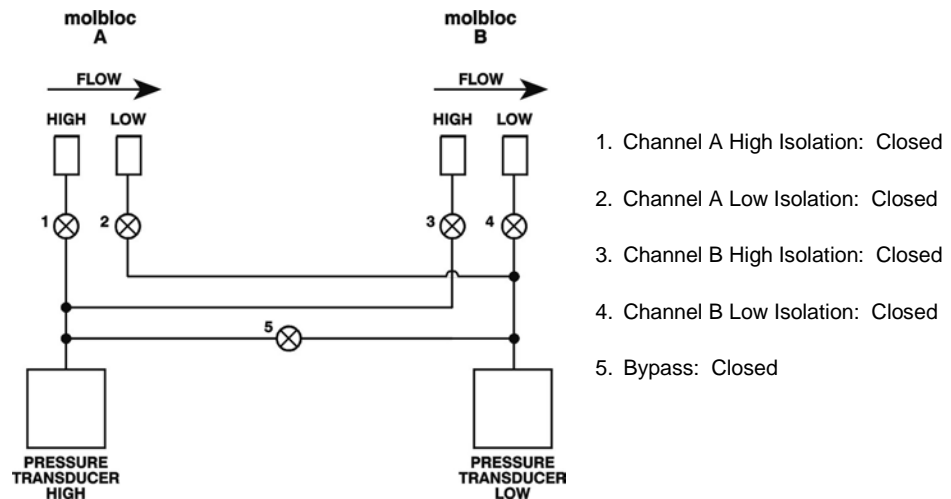 molbloc
A
molbloc
B
FLOW
FLOW
HIGH LOW
HIGH LOW
1
2
3
4
5
PRESSURE
TRANSDUCER
HIGH
PRESSURE
TRANSDUCER
LOW
1. Channel A High Isolation: Closed
2. Channel A Low Isolation: Closed
3. Channel B High Isolation: Closed
4. Channel B Low Isolation: Closed
5. Bypass: Closed